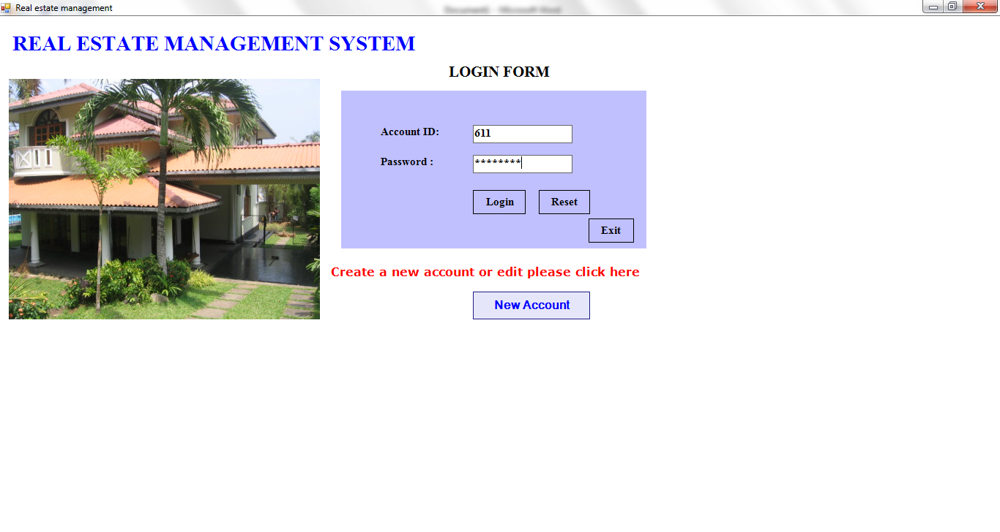 Real estate management
REAL ESTATE MANAGEMENT SYSTEM
LOGIN FORM
Account ID: 611
Password : ********
Login Reset
Exit
Create a new account or edit please click here
New Account